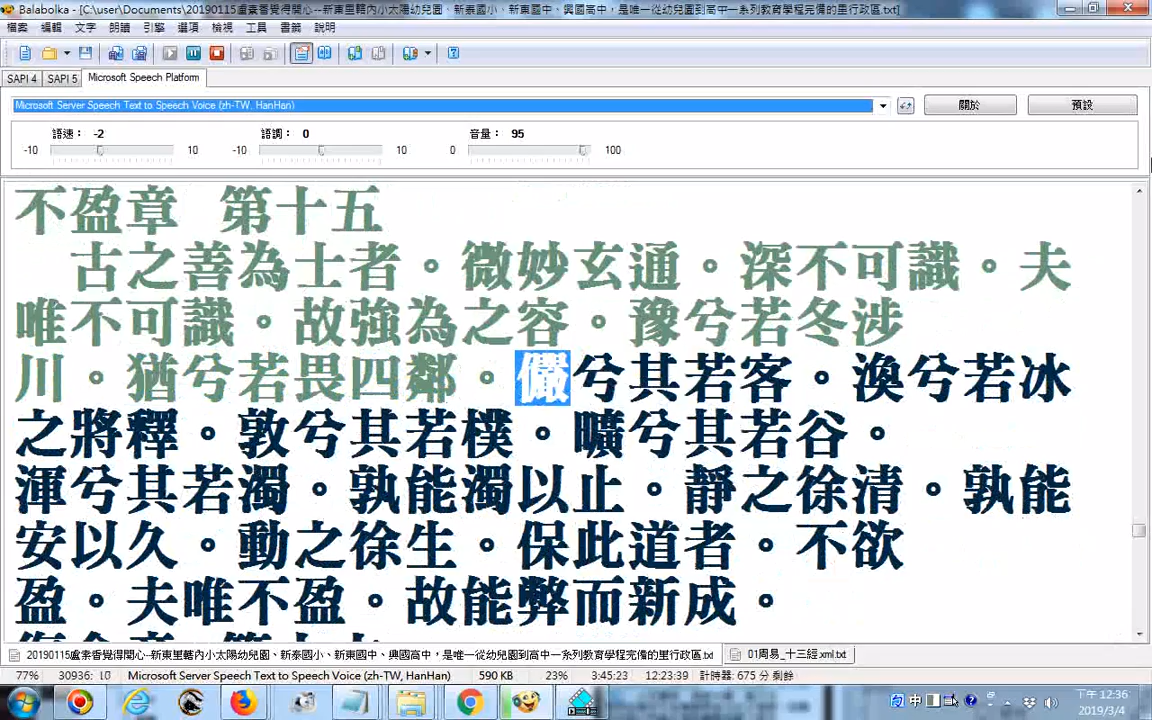 Balabolka - [C:\user\Documents\20190115盧素香覺得開心--新東里轄內小太陽幼兒園、新泰國小、新東國中、興國高中，是唯一從幼兒園到高中一系列教育學程完備的里行政區.txt]
檔案 編輯 文字 朗讀 引擎 選項 檢視 工具 書籤 說明
SAPI 4 SAPI 5 Microsoft Speech Platform
Microsoft Server Speech Text to Speech Voice (zh-TW, HanHan) 關於 預設
語速： -2 語調： 0 音量： 95
-10 10 -10 10 0 100
不盈章 第十五
古之善為士者。微妙玄通。深不可識。夫
唯不可識。故強為之容。豫兮若冬涉
川。猶兮若畏四鄰。儼兮其若客。渙兮若冰
之將釋。敦兮其若樸。曠兮其若谷。
渾兮其若濁。孰能濁以止。靜之徐清。孰能
安以久。動之徐生。保此道者。不欲
盈。夫唯不盈。故能弊而新成。
20190115盧素香覺得開心--新東里轄內小太陽幼兒園、新泰國小、新東國中、興國高中，是唯一從幼兒園到高中一系列教育學程完備的里行政區.txt 01周易_十三經.xml.txt
77% 30936: 10 Microsoft Server Speech Text to Speech Voice (zh-TW, HanHan) 590 KB 23% 3:45:23 12:23:39 計時器: 675 分 剩餘
中 下午 12:36
2019/3/4